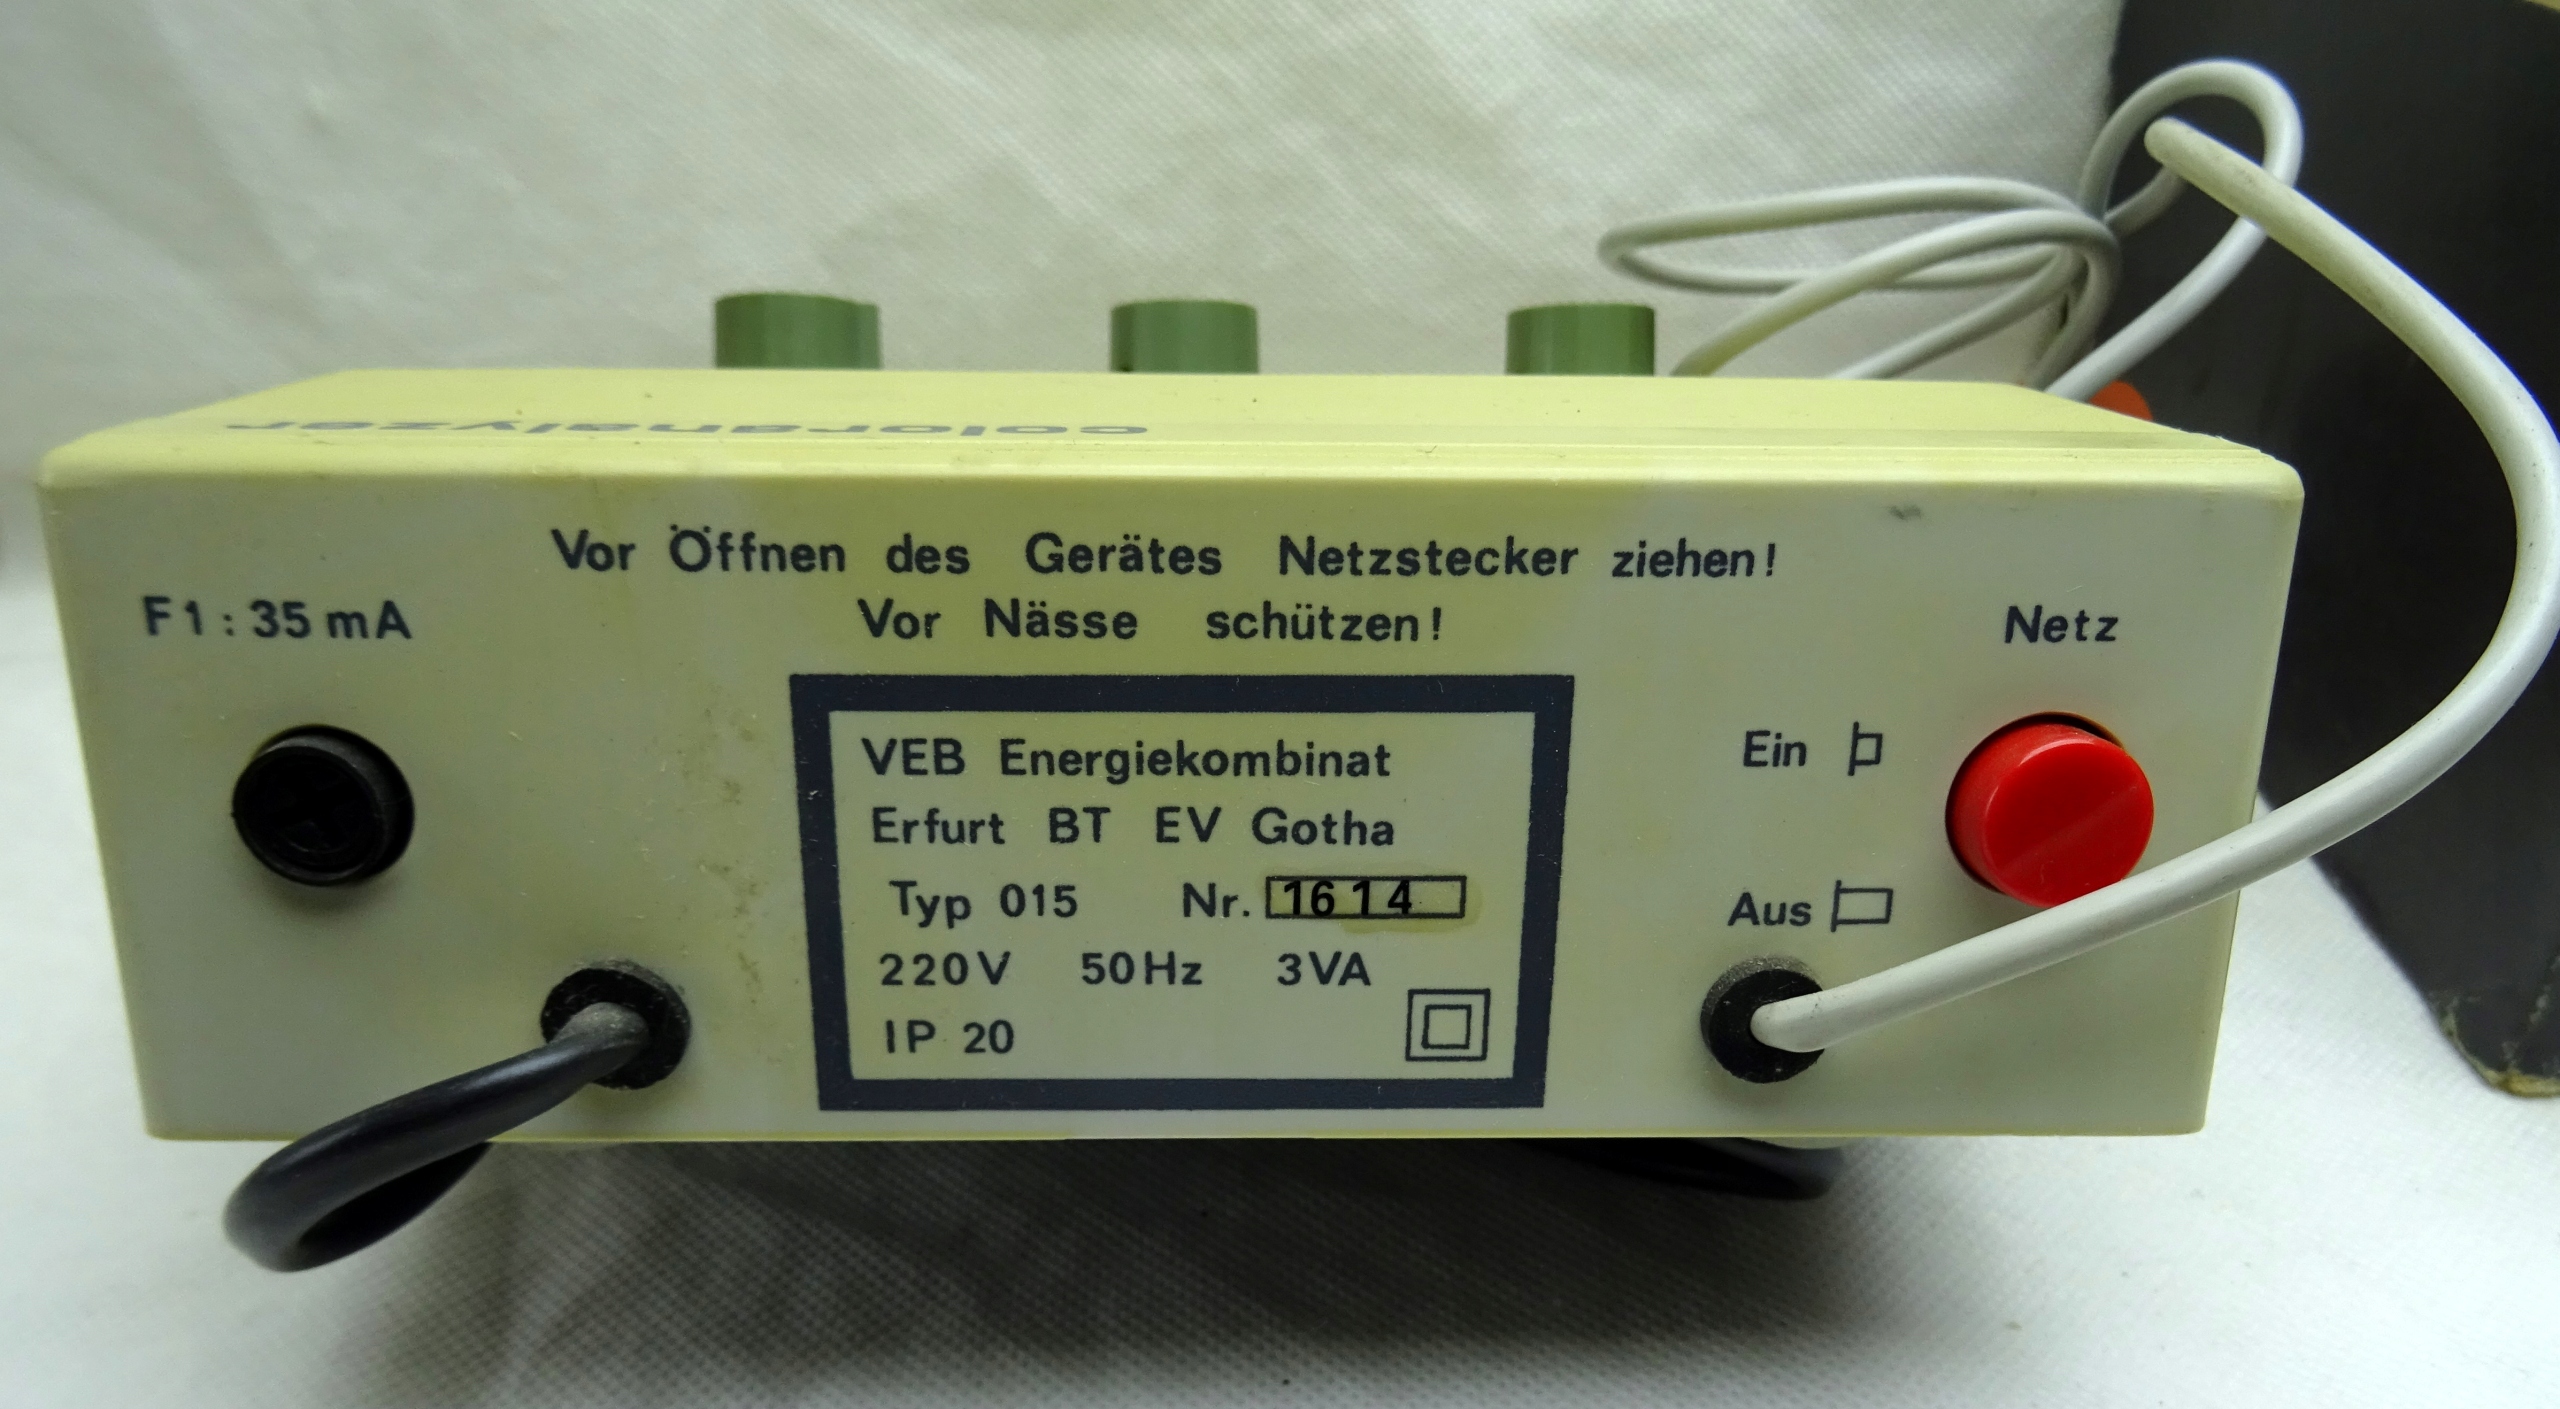 coloranalyzer
Vor Öffnen des Gerätes Netzstecker ziehen!
Vor Nässe schützen!
F1: 35 mA
Netz
VEB Energiekombinat
Erfurt BT EV Gotha
Typ 015 Nr. 1614
220V 50Hz 3VA
IP 20
Ein
Aus